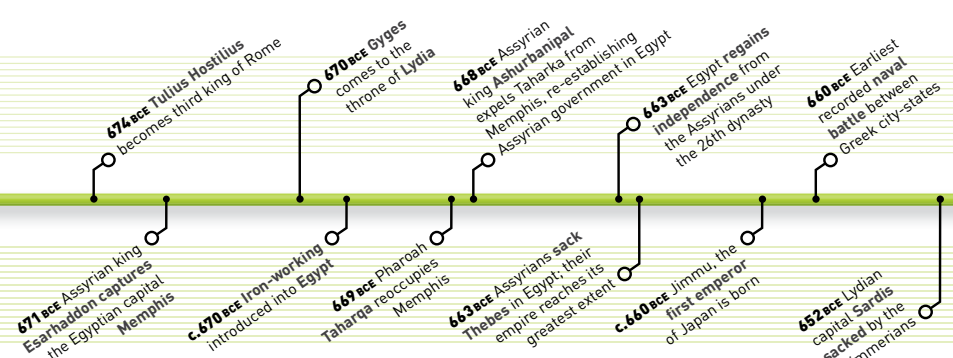 674 BCE Tulius Hostilius
becomes third king of Rome
670 BCE Gyges
comes to the
throne of Lydia
668 BCE Assyrian
king Ashurbanipal
expels Taharka from
Memphis, re-establishing
Assyrian government in Egypt
663 BCE Egypt regains
independence from
the Assyrians under
the 26th dynasty
660 BCE Earliest
recorded naval
battle between
Greek city-states
671 BCE Assyrian king
Esarhaddon captures
the Egyptian capital
Memphis
c.670 BCE Iron-working
introduced into Egypt
669 BCE Pharoah
Taharqa reoccupies
Memphis
663 BCE Assyrians sack
Thebes in Egypt; their
empire reaches its
greatest extent
c.660 BCE Jimmu, the
first emperor
of Japan is born
652 BCE Lydian
capital Sardis
sacked by the